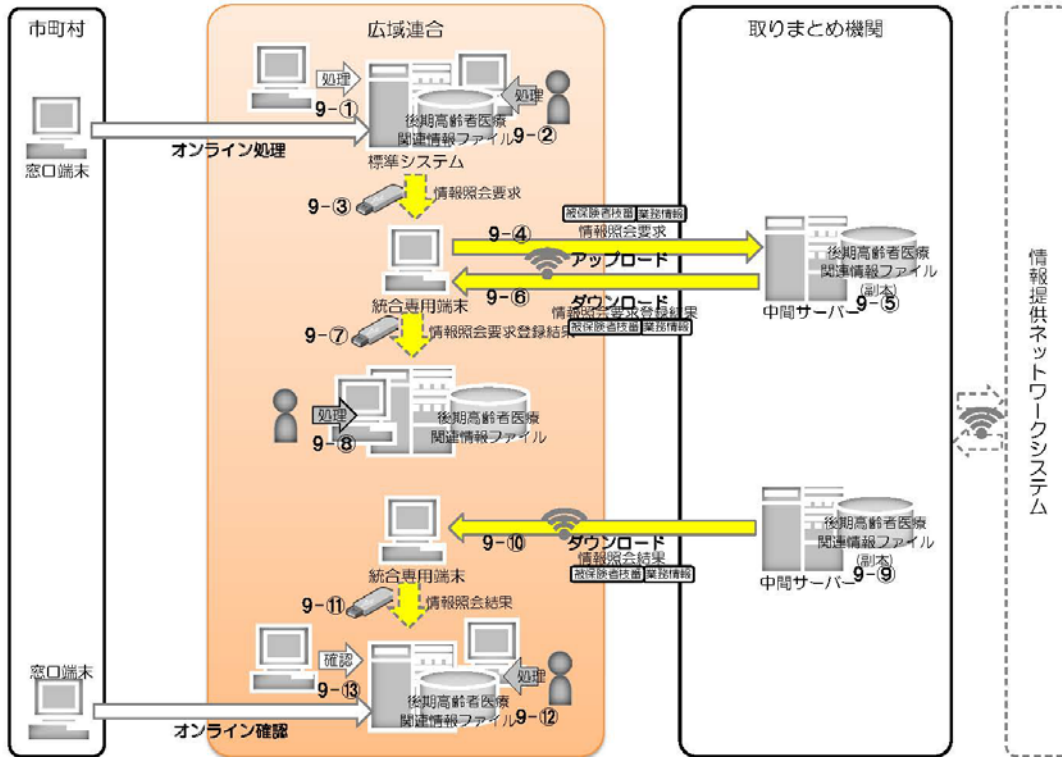 市町村
広域連合
取りまとめ機関
処理
9-①
処理
9-②
後期高齢者医療
関連情報ファイル
オンライン処理
窓口端末
標準システム
9-③
情報照会要求
被保険者枝番
業務情報
9-④
情報照会要求
アップロード
9-⑥
ダウンロード
情報照会要求登録結果
被保険者枝番
業務情報
統合専用端末
後期高齢者医療
関連情報ファイル
(副本)
9-⑤
中間サーバー
9-⑦
情報照会要求登録結果
処理
9-⑧
後期高齢者医療
関連情報ファイル
情報提供ネットワークシステム
9-⑩
ダウンロード
情報照会結果
被保険者枝番
業務情報
統合専用端末
後期高齢者医療
関連情報ファイル
(副本)
9-⑨
中間サーバー
9-⑪
情報照会結果
確認
9-⑬
処理
9-⑫
後期高齢者医療
関連情報ファイル
窓口端末
オンライン確認